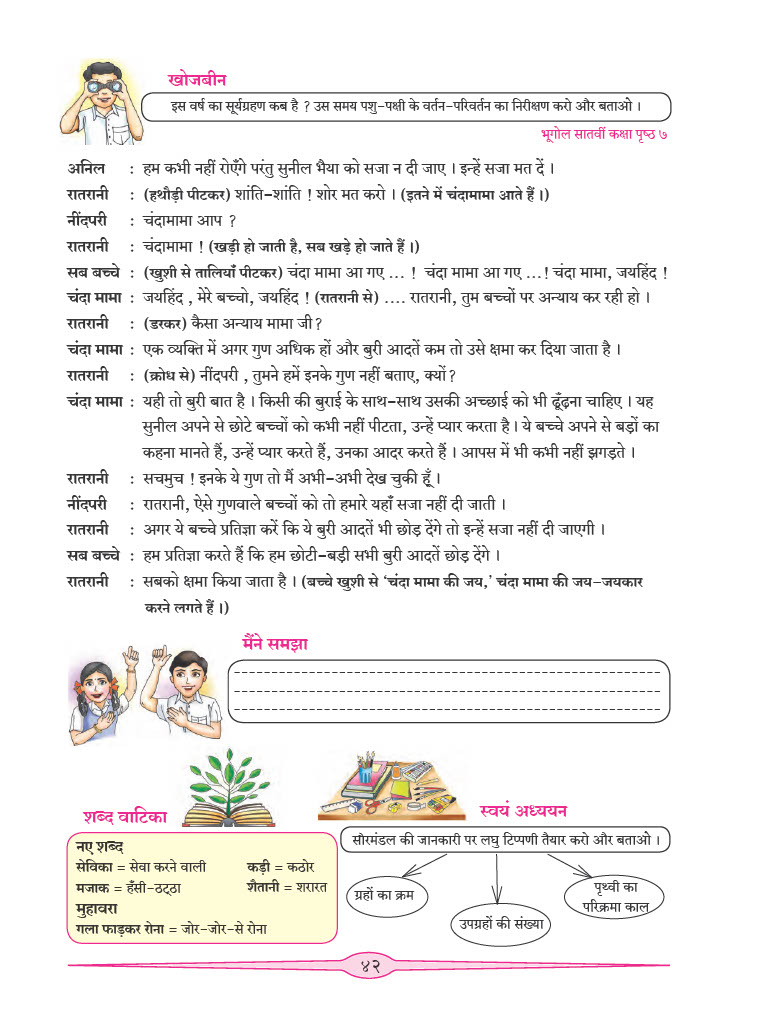 खोजबीन
इस वर्ष का सूर्यग्रहण कब है ? उस समय पशु-पक्षी के वर्तन-परिवर्तन का निरीक्षण करो और बताओ ।
भूगोल सातवीं कक्षा पृष्ठ ७
अनिल : हम कभी नहीं रोएँगे परंतु सुनील भैया को सजा न दी जाए । इन्हें सजा मत दें ।
रातरानी : (हथौड़ी पीटकर) शांति-शांति ! शोर मत करो । (इतने में चंदामामा आते हैं ।)
नींदपरी : चंदामामा आप ?
रातरानी : चंदामामा ! (खड़ी हो जाती है, सब खड़े हो जाते हैं ।)
सब बच्चे : (खुशी से तालियाँ पीटकर) चंदा मामा आ गए ... ! चंदा मामा आ गए ...! चंदा मामा, जयहिंद !
चंदा मामा : जयहिंद , मेरे बच्चो, जयहिंद ! (रातरानी से) .... रातरानी, तुम बच्चों पर अन्याय कर रही हो ।
रातरानी : (डरकर) कैसा अन्याय मामा जी ?
चंदा मामा : एक व्यक्ति में अगर गुण अधिक हों और बुरी आदतें कम तो उसे क्षमा कर दिया जाता है ।
रातरानी : (क्रोध से) नींदपरी , तुमने हमें इनके गुण नहीं बताए, क्यों ?
चंदा मामा : यही तो बुरी बात है । किसी की बुराई के साथ-साथ उसकी अच्छाई को भी ढूँढ़ना चाहिए । यह
सुनील अपने से छोटे बच्चों को कभी नहीं पीटता, उन्हें प्यार करता है । ये बच्चे अपने से बड़ों का
कहना मानते हैं, उन्हें प्यार करते हैं, उनका आदर करते हैं । आपस में भी कभी नहीं झगड़ते ।
रातरानी : सचमुच ! इनके ये गुण तो मैं अभी-अभी देख चुकी हूँ ।
नींदपरी : रातरानी, ऐसे गुणवाले बच्चों को तो हमारे यहाँ सजा नहीं दी जाती ।
रातरानी : अगर ये बच्चे प्रतिज्ञा करें कि ये बुरी आदतें भी छोड़ देंगे तो इन्हें सजा नहीं दी जाएगी ।
सब बच्चे : हम प्रतिज्ञा करते हैं कि हम छोटी-बड़ी सभी बुरी आदतें छोड़ देंगे ।
रातरानी : सबको क्षमा किया जाता है । (बच्चे खुशी से ‘चंदा मामा की जय,’ चंदा मामा की जय-जयकार
करने लगते हैं ।)
मैंने समझा
शब्द वाटिका
नए शब्द
सेविका = सेवा करने वाली कड़ी = कठोर
मजाक = हँसी-ठट्ठा शैतानी = शरारत
मुहावरा
गला फाड़कर रोना = जोर-जोर-से रोना
स्वयं अध्ययन
सौरमंडल की जानकारी पर लघु टिप्पणी तैयार करो और बताओ ।
ग्रहों का क्रम
उपग्रहों की संख्या
पृथ्वी का
परिक्रमा काल
४२